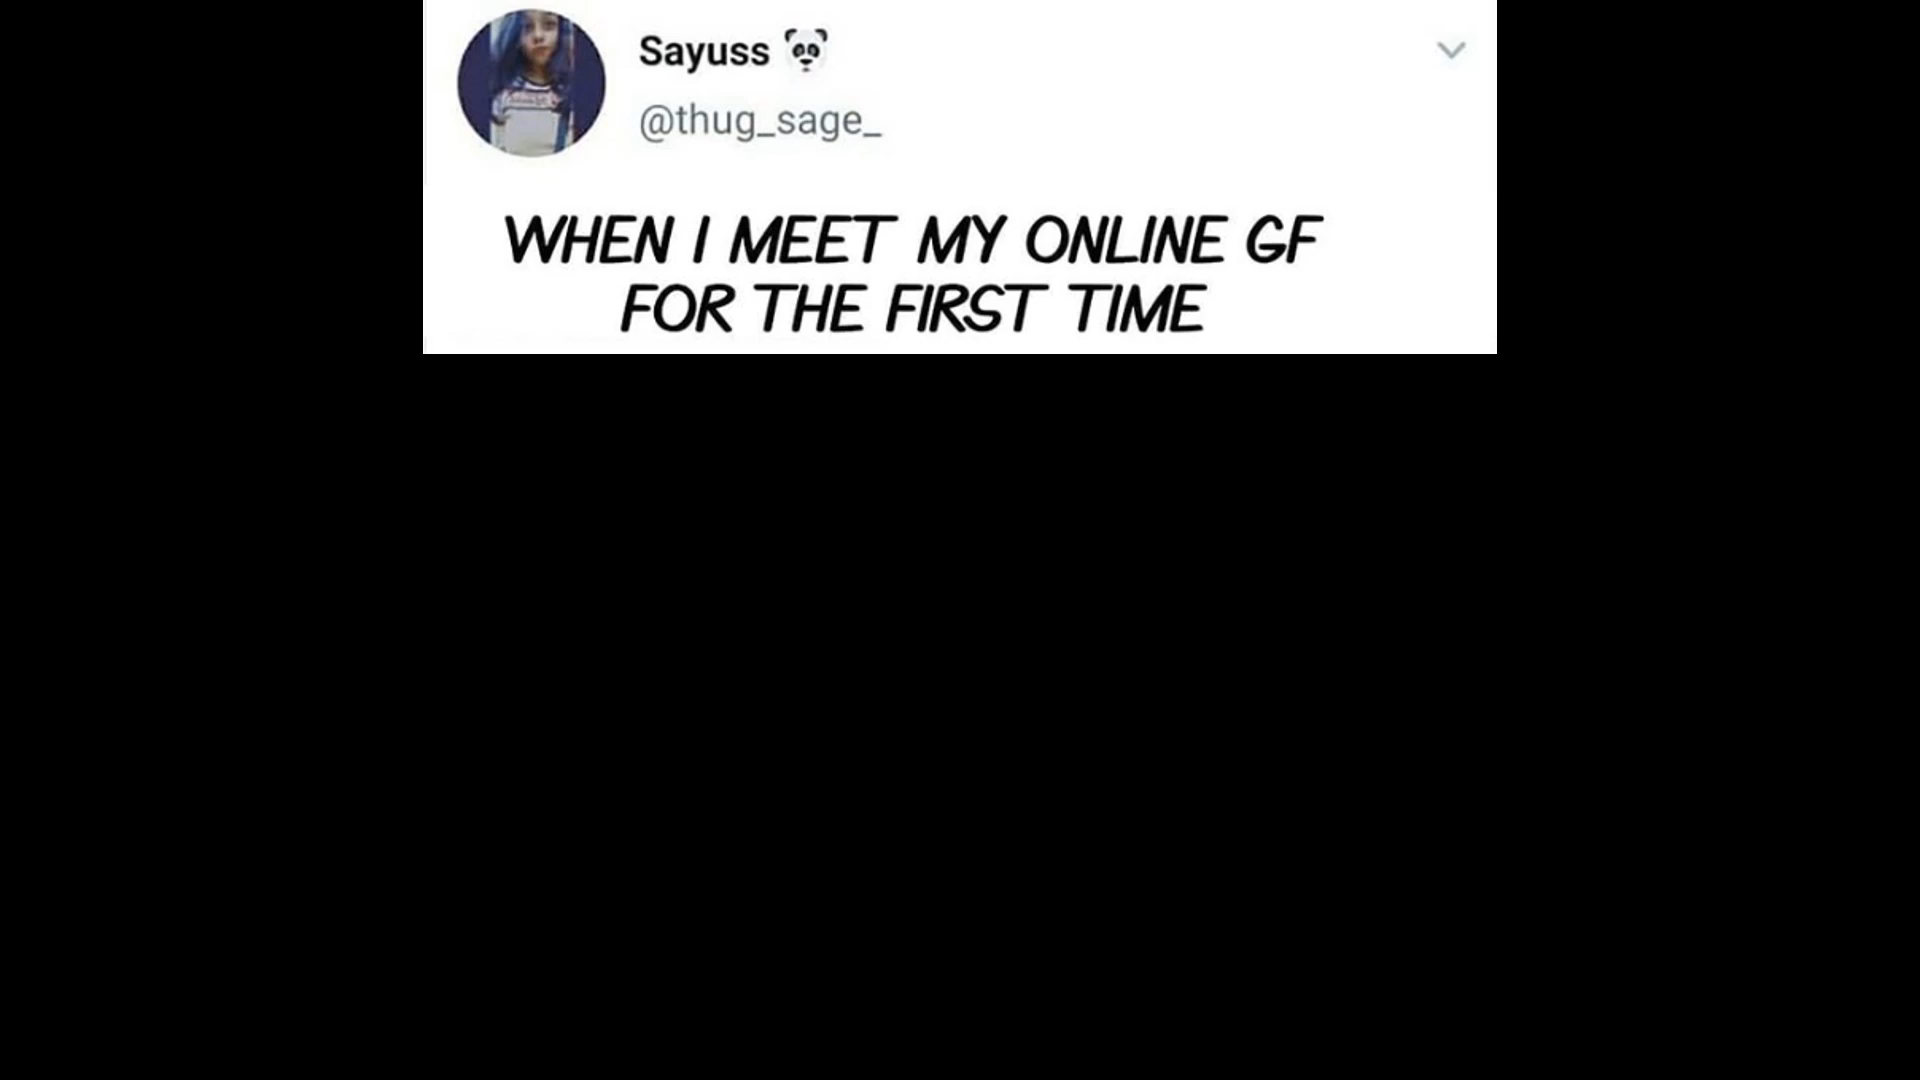 Sayuss 🐼
@thug_sage_
WHEN I MEET MY ONLINE GF
FOR THE FIRST TIME